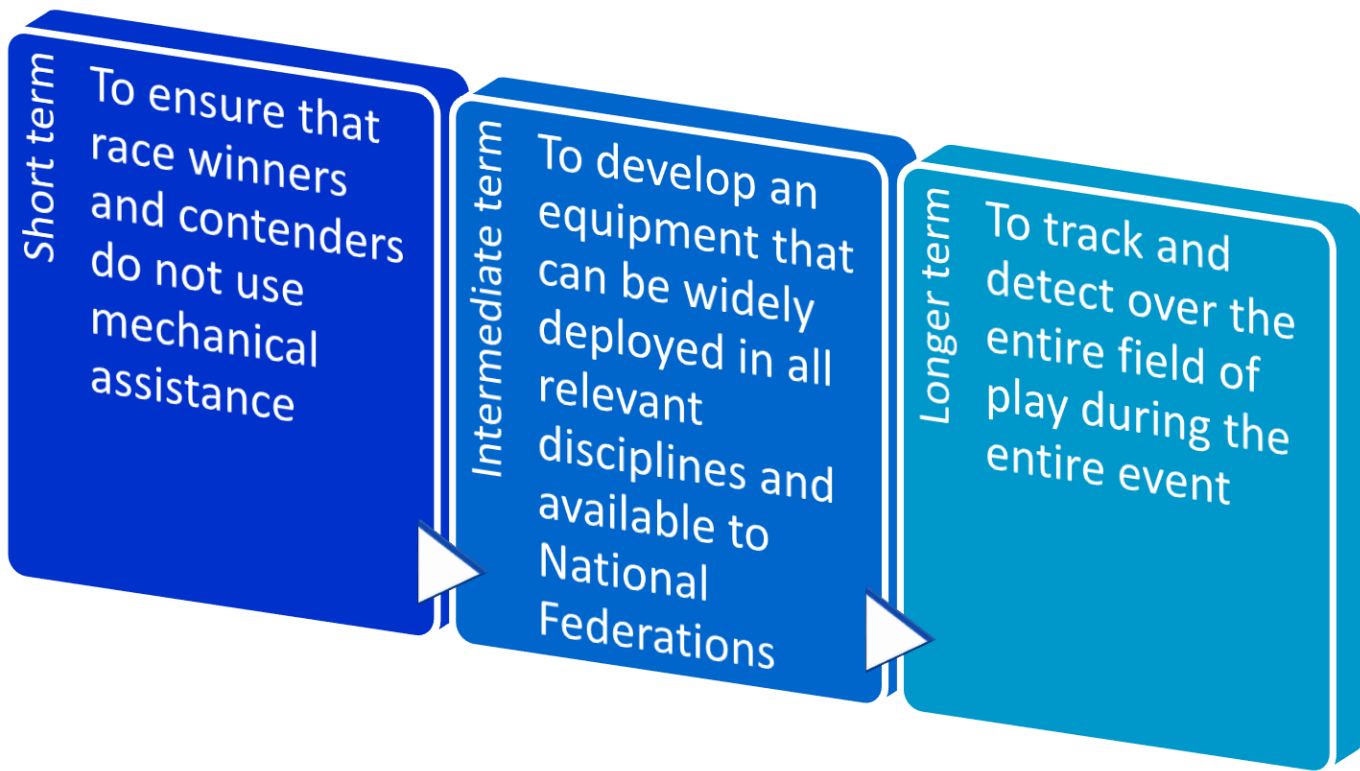 Short term
To ensure that
race winners
and contenders
do not use
mechanical
assistance
Intermediate term
To develop an
equipment that
can be widely
deployed in all
relevant
disciplines and
available to
National
Federations
Longer term
To track and
detect over the
entire field of
play during the
entire event